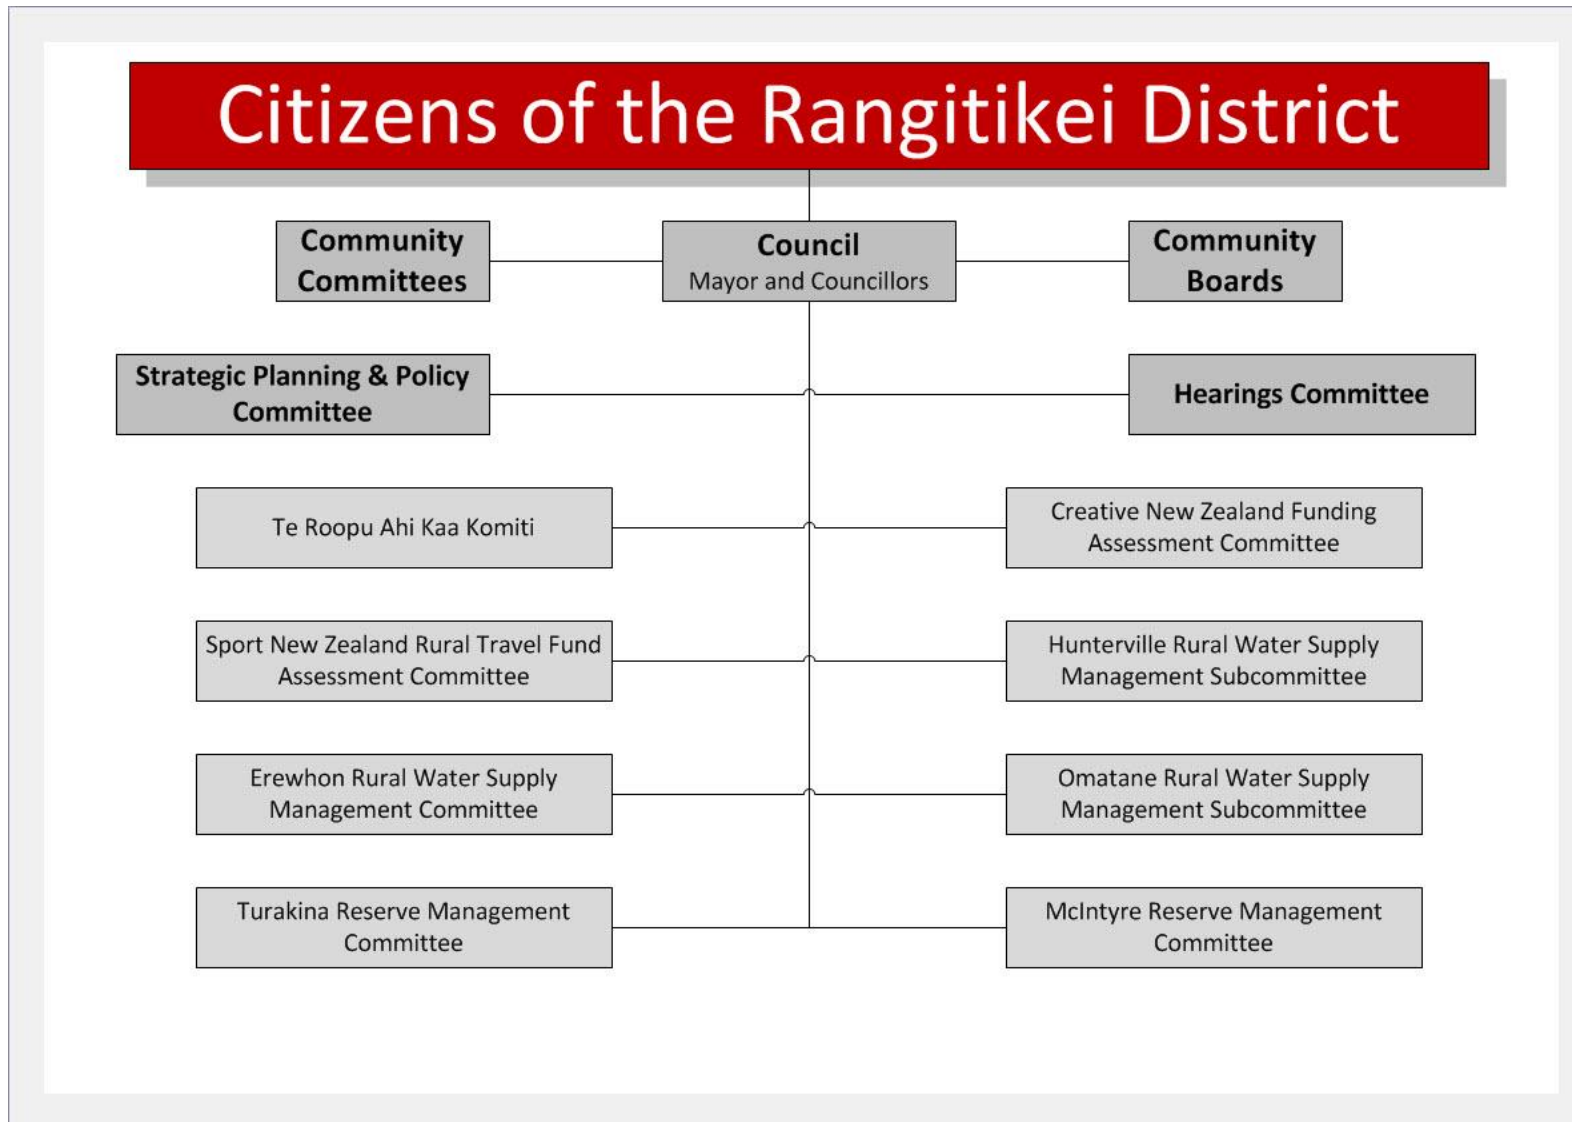 Citizens of the Rangitikei District
Community
Committees
Council
Mayor and Councillors
Community
Boards
Strategic Planning & Policy
Committee
Hearings Committee
Te Roopu Ahi Kaa Komiti
Creative New Zealand Funding
Assessment Committee
Sport New Zealand Rural Travel Fund
Assessment Committee
Hunterville Rural Water Supply
Management Subcommittee
Erewhon Rural Water Supply
Management Committee
Omatane Rural Water Supply
Management Subcommittee
Turakina Reserve Management
Committee
McIntyre Reserve Management
Committee